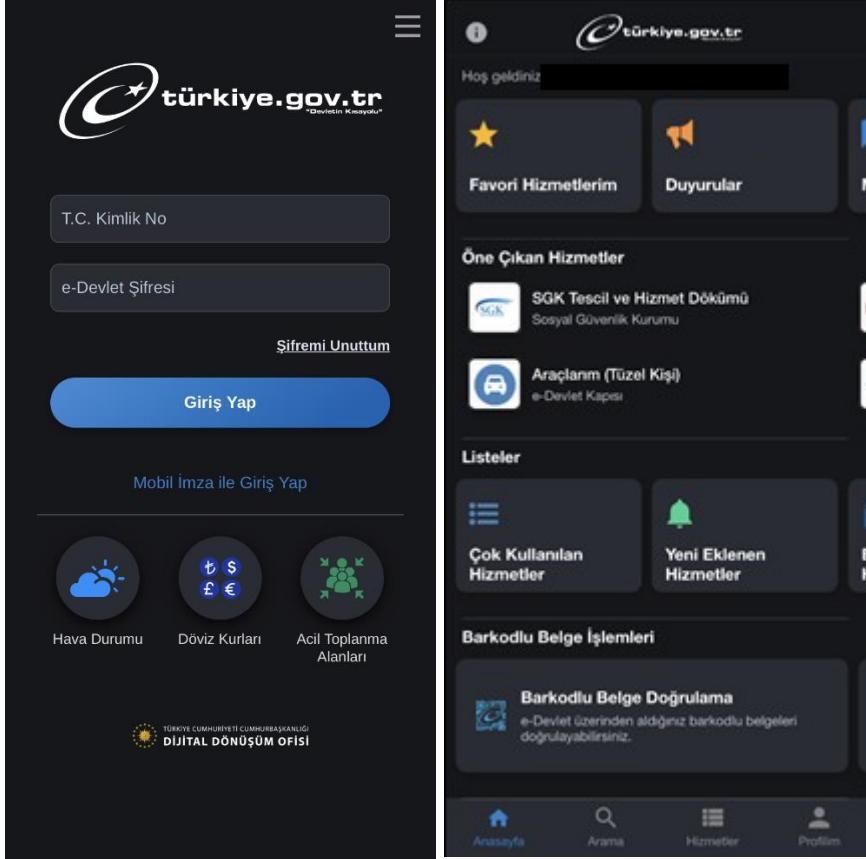 türkiye.gov.tr
"Devletin Kısayolu"
T.C. Kimlik No
e-Devlet Şifresi
Şifremi Unuttum
Giriş Yap
Mobil İmza ile Giriş Yap
Hava Durumu
Döviz Kurları
Acil Toplanma
Alanları
TÜRKİYE CUMHURİYETİ CUMHURBAŞKANLIĞI
DİJİTAL DÖNÜŞÜM OFİSİ
türkiye.gov.tr
Hoş geldiniz
Favori Hizmetlerim
Duyurular
Öne Çıkan Hizmetler
SGK
SGK Tescil ve Hizmet Dökümü
Sosyal Güvenlik Kurumu
Araçlarım (Tüzel Kişi)
e-Devlet Kapısı
Listeler
Çok Kullanılan
Hizmetler
Yeni Eklenen
Hizmetler
Barkodlu Belge İşlemleri
Barkodlu Belge Doğrulama
e-Devlet üzerinden aldığınız barkodlu belgeleri
doğrulayabilirsiniz.
Anasayfa
Arama
Hizmetler
Profilim